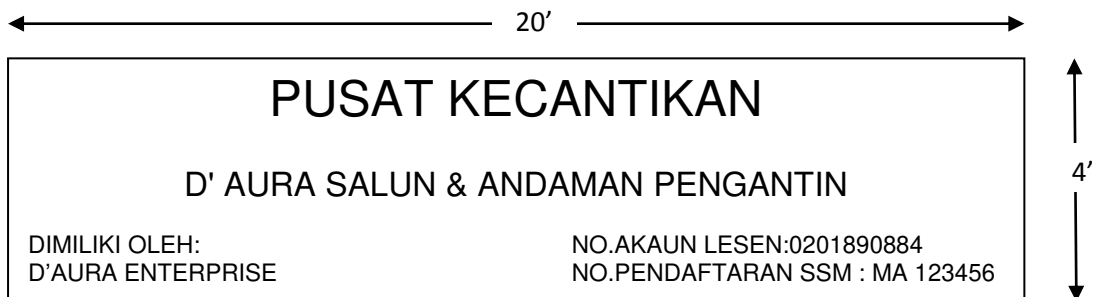 20’
PUSAT KECANTIKAN
4’
D' AURA SALUN & ANDAMAN PENGANTIN
DIMILIKI OLEH:
D’AURA ENTERPRISE
NO.AKAUN LESEN:0201890884
NO.PENDAFTARAN SSM : MA 123456